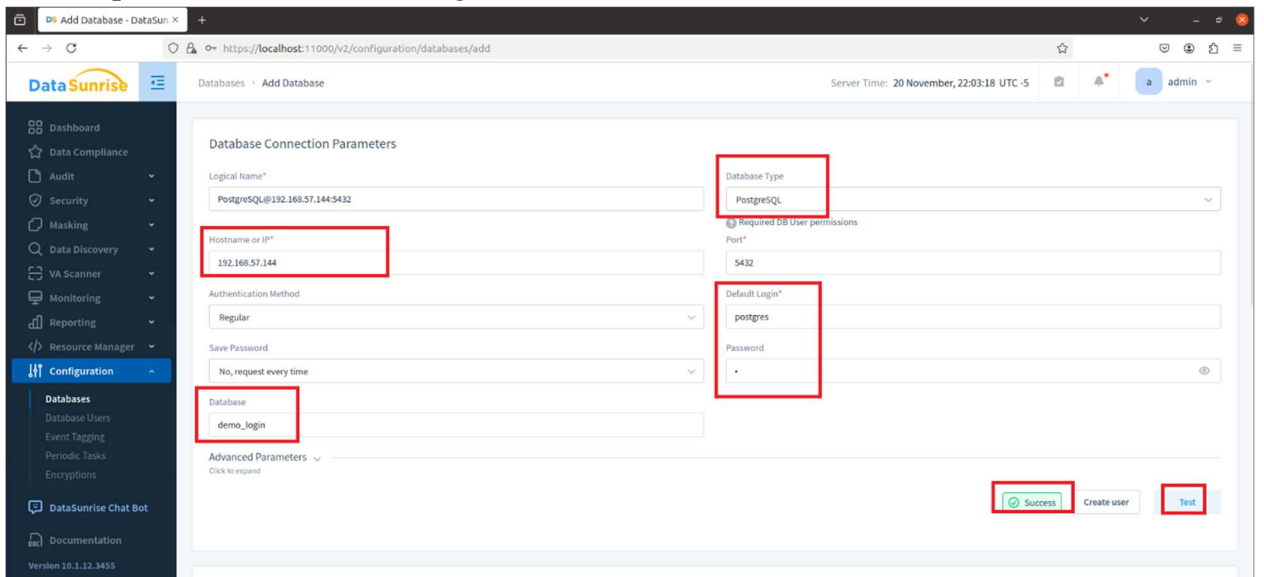 DS Add Database - DataSun × +
https://localhost:11000/v2/configuration/databases/add
DataSunrise
Databases > Add Database
Server Time: 20 November, 22:03:18 UTC -5
a admin
Dashboard
Data Compliance
Audit
Security
Masking
Data Discovery
VA Scanner
Monitoring
Reporting
Resource Manager
Configuration
Databases
Database Users
Event Tagging
Periodic Tasks
Encryptions
DataSunrise Chat Bot
Documentation
Version 10.1.12.3455
Database Connection Parameters
Logical Name*
PostgreSQL@192.168.57.144:5432
Database Type
PostgreSQL
Required DB User permissions
Hostname or IP*
192.168.57.144
Port*
5432
Authentication Method
Regular
Default Login*
postgres
Save Password
No, request every time
Password
•
Database
demo_login
Advanced Parameters
Click to expand
Success
Create user
Test